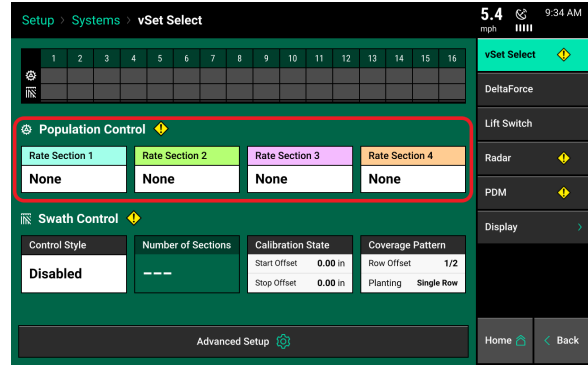 Setup > Systems > vSet Select
5.4
mph
9:34 AM
1 2 3 4 5 6 7 8 9 10 11 12 13 14 15 16
Population Control
Rate Section 1
None
Rate Section 2
None
Rate Section 3
None
Rate Section 4
None
Swath Control
Control Style
Disabled
Number of Sections
---
Calibration State
Start Offset 0.00 in
Stop Offset 0.00 in
Coverage Pattern
Row Offset 1/2
Planting Single Row
Advanced Setup
vSet Select
DeltaForce
Lift Switch
Radar
PDM
Display >
Home
< Back